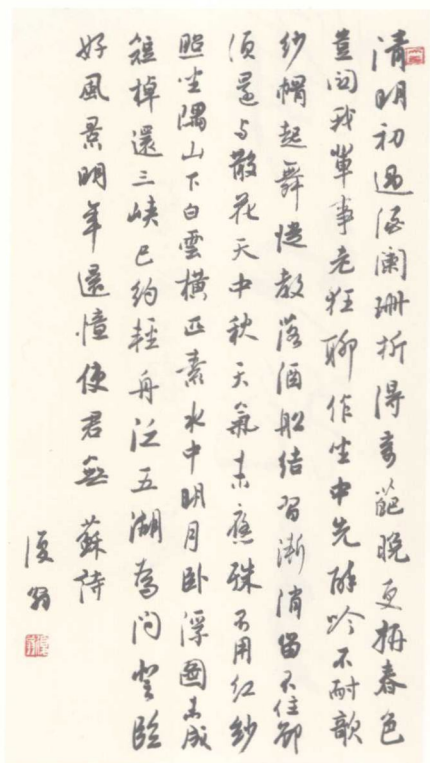 清明初過酒闌珊折得奇葩晚更妍春色
豈關我輩事老狂聊作坐中先醉吟不耐欹
紗帽起舞從教落酒船結習漸消留不住卻
須還與散花天中秋天氣未應殊不用紅紗
照坐隅山下白雲橫匹素水中明月臥浮圖未成
短棹還三峽已約輕舟泛五湖為問登臨
好風景明年還憶使君無 蘇詩
復翁